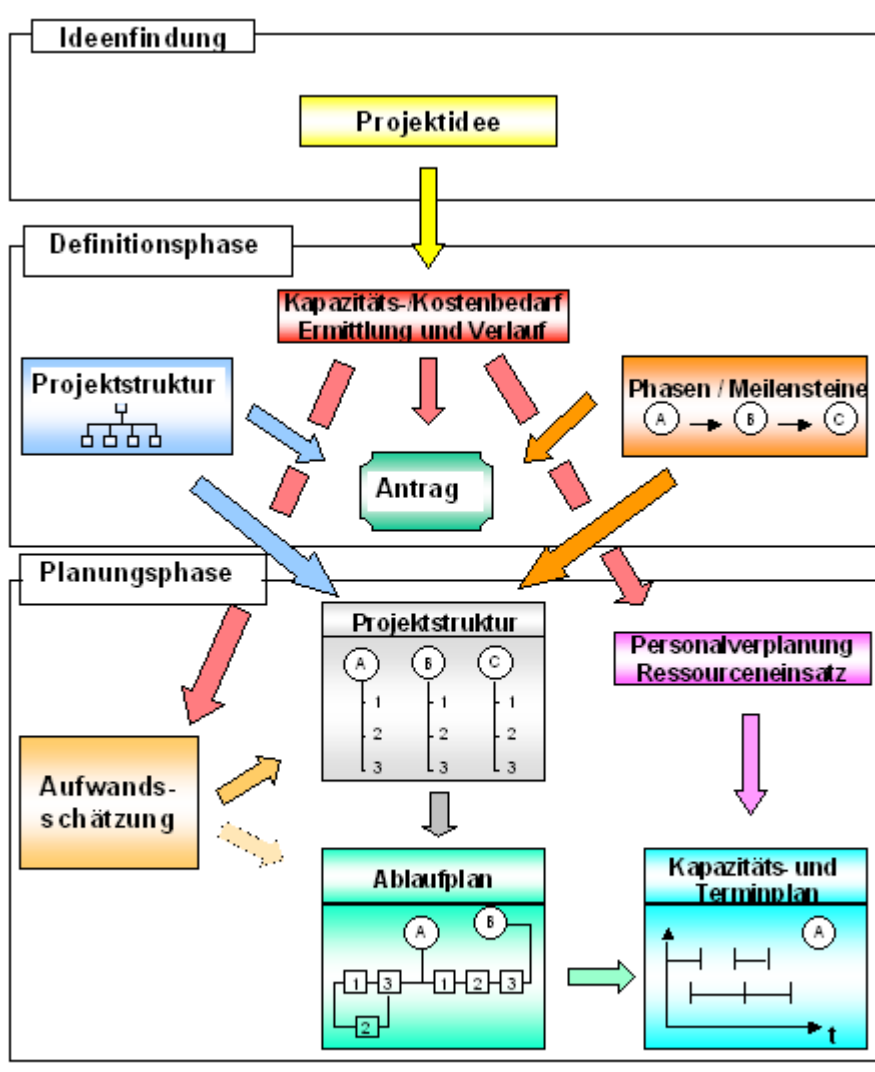 Ideenfindung
Projektidee
Definitionsphase
Kapazitäts-/Kostenbedarf
Ermittlung und Verlauf
Projektstruktur
Phasen / Meilensteine
A B C
Antrag
Planungsphase
Projektstruktur
A B C
1 1 1
2 2 2
3 3 3
Personalverplanung
Ressourceneinsatz
Aufwands-
schätzung
Ablaufplan
A B
1 3 1 2 3
2
Kapazitäts- und
Terminplan
A
t